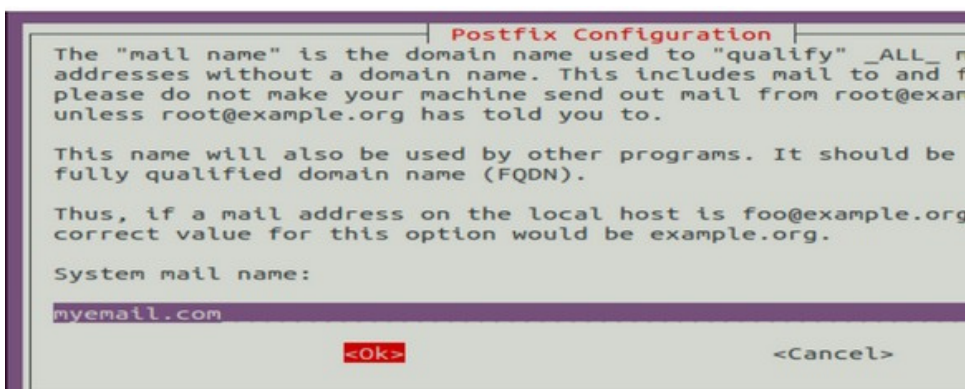 Postfix Configuration
The "mail name" is the domain name used to "qualify" _ALL_
addresses without a domain name. This includes mail to and
please do not make your machine send out mail from
unless root@example.org has told you to.
This name will also be used by other programs. It should be
fully qualified domain name (FQDN).
Thus, if a mail address on the local host is foo@example.org
correct value for this option would be example.org.
System mail name:
myemail.com
<Ok> <Cancel>